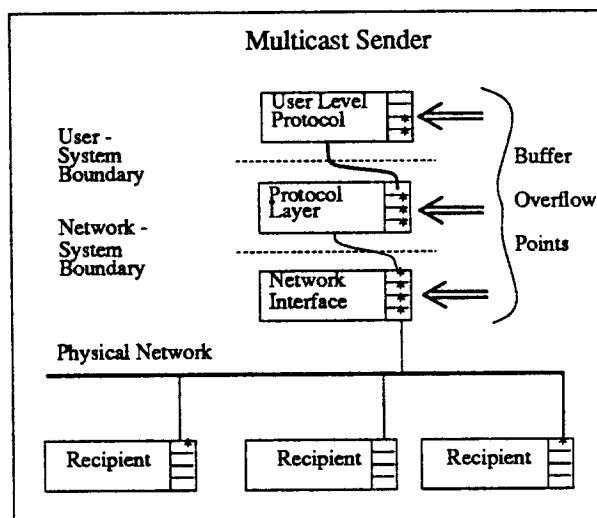 Multicast Sender
User Level
Protocol
User -
System
Boundary
Buffer
Protocol
Layer
Overflow
Network -
System
Boundary
Points
Network
Interface
Physical Network
Recipient
Recipient
Recipient